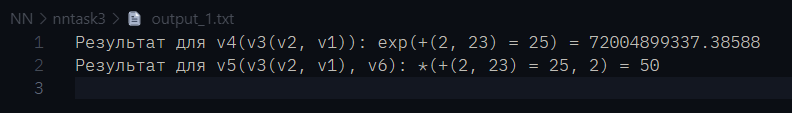 NN > nntask3 > output_1.txt
1 Результат для v4(v3(v2, v1)): exp(+(2, 23) = 25) = 72004899337.38588
2 Результат для v5(v3(v2, v1), v6): *(+(2, 23) = 25, 2) = 50
3